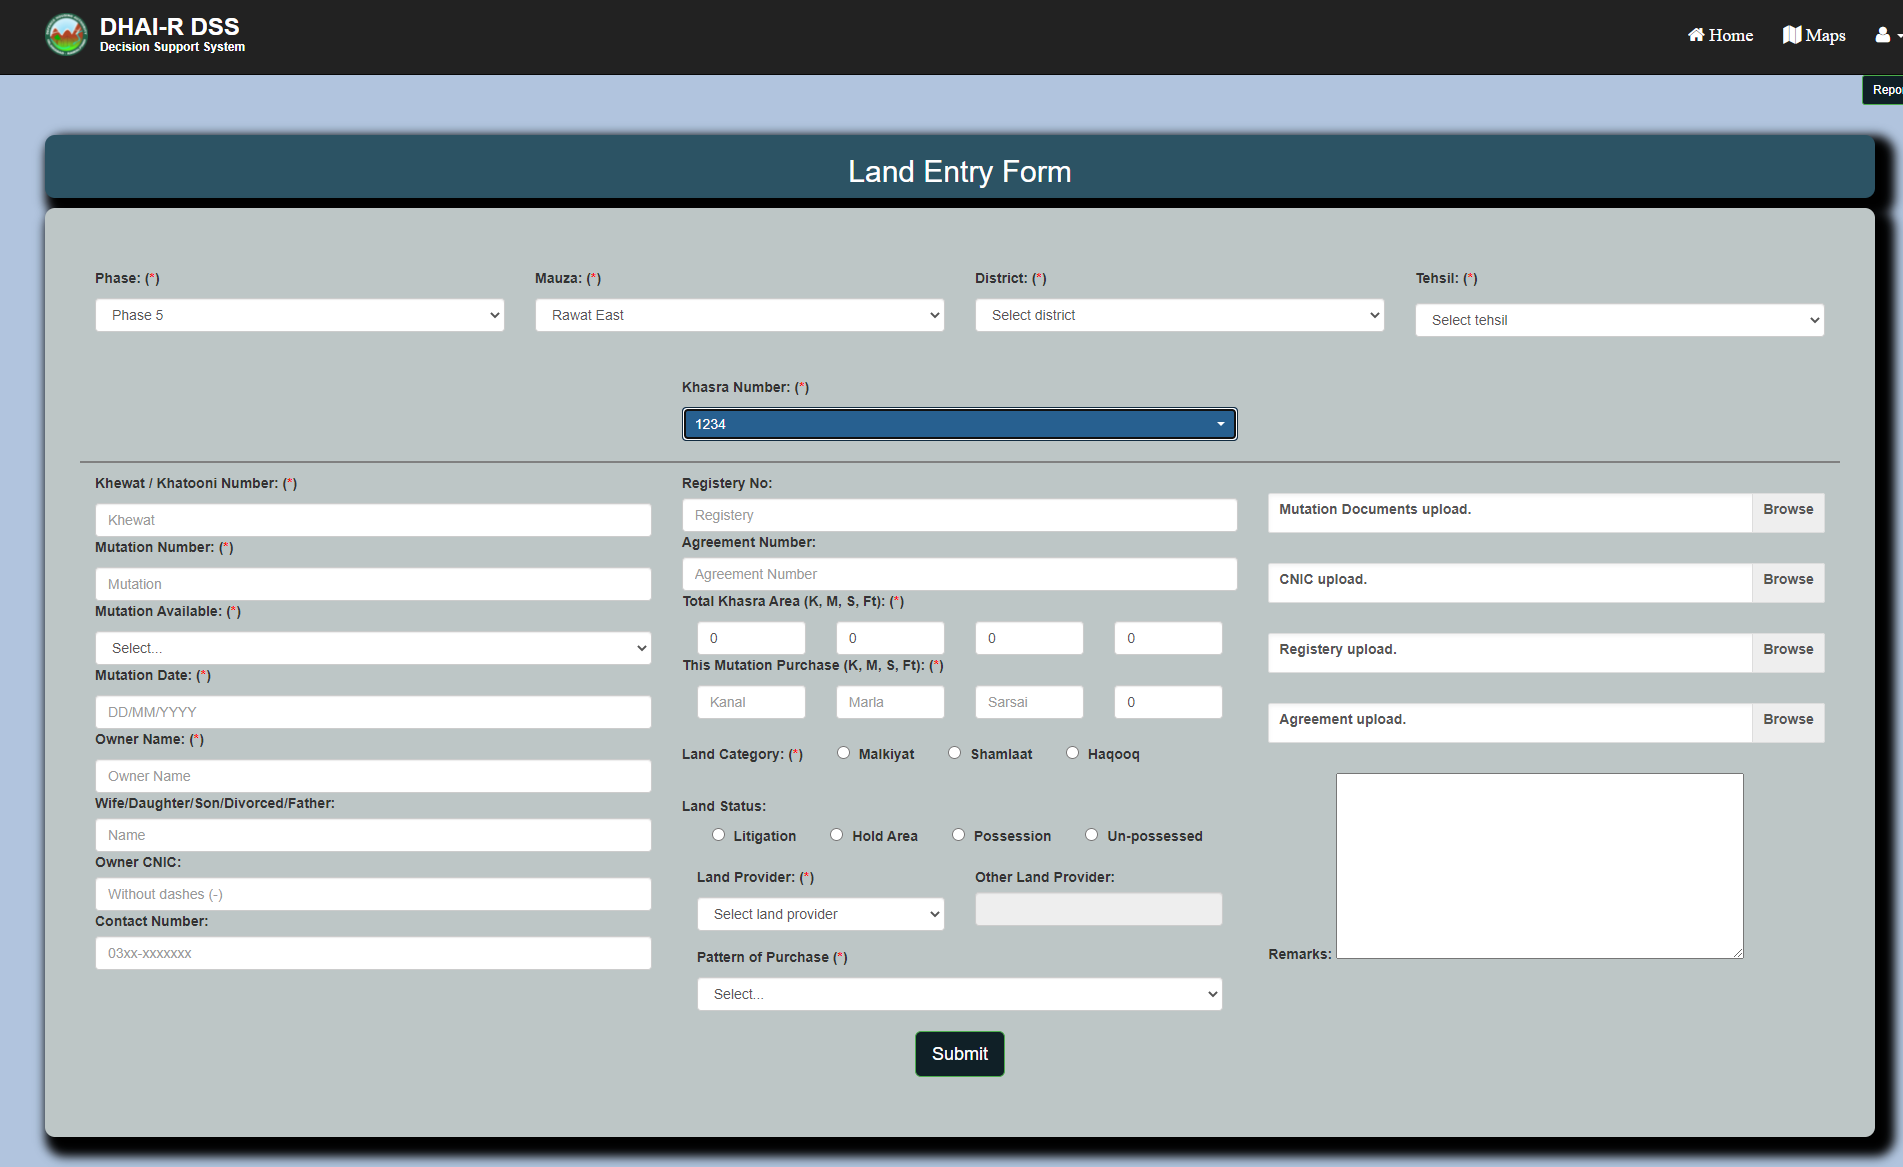 DHAI-R DSS
Decision Support System
Home
Maps
Land Entry Form
Phase: (*)
Mauza: (*)
District: (*)
Tehsil: (*)
Phase 5
Rawat East
Select district
Select tehsil
Khasra Number: (*)
1234
Khewat / Khatooni Number: (*)
Khewat
Mutation Number: (*)
Mutation
Mutation Available: (*)
Select...
Mutation Date: (*)
DD/MM/YYYY
Owner Name: (*)
Owner Name
Wife/Daughter/Son/Divorced/Father:
Name
Owner CNIC:
Without dashes (-)
Contact Number:
03xx-xxxxxxx
Registery No:
Registery
Agreement Number:
Agreement Number
Total Khasra Area (K, M, S, Ft): (*)
0 0 0 0
This Mutation Purchase (K, M, S, Ft): (*)
Kanal Marla Sarsai 0
Land Category: (*) Malkiyat Shamlaat Haqooq
Land Status:
Litigation Hold Area Possession Un-possessed
Land Provider: (*)
Other Land Provider:
Select land provider
Pattern of Purchase (*)
Select...
Mutation Documents upload. Browse
CNIC upload. Browse
Registery upload. Browse
Agreement upload. Browse
Remarks:
Submit